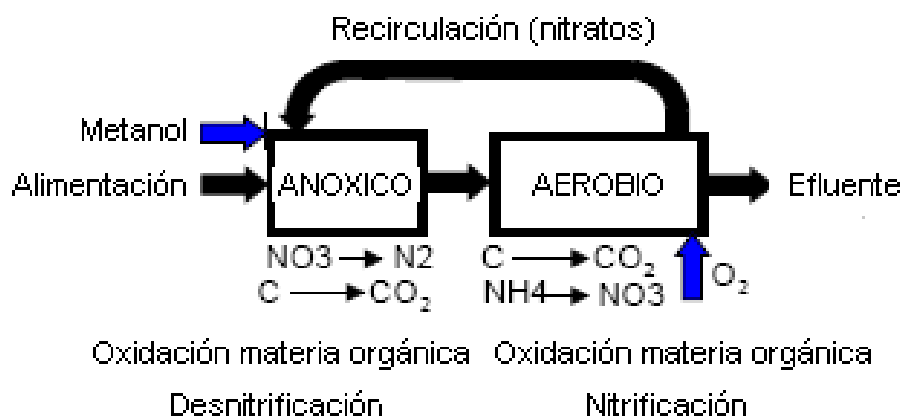 Recirculación (nitratos)
Metanol
Alimentación
ANOXICO
AEROBIO
Efluente
NO3 → N2
C → CO₂
C → CO₂
NH4 → NO3
O₂
Oxidación materia orgánica
Desnitrificación
Oxidación materia orgánica
Nitrificación